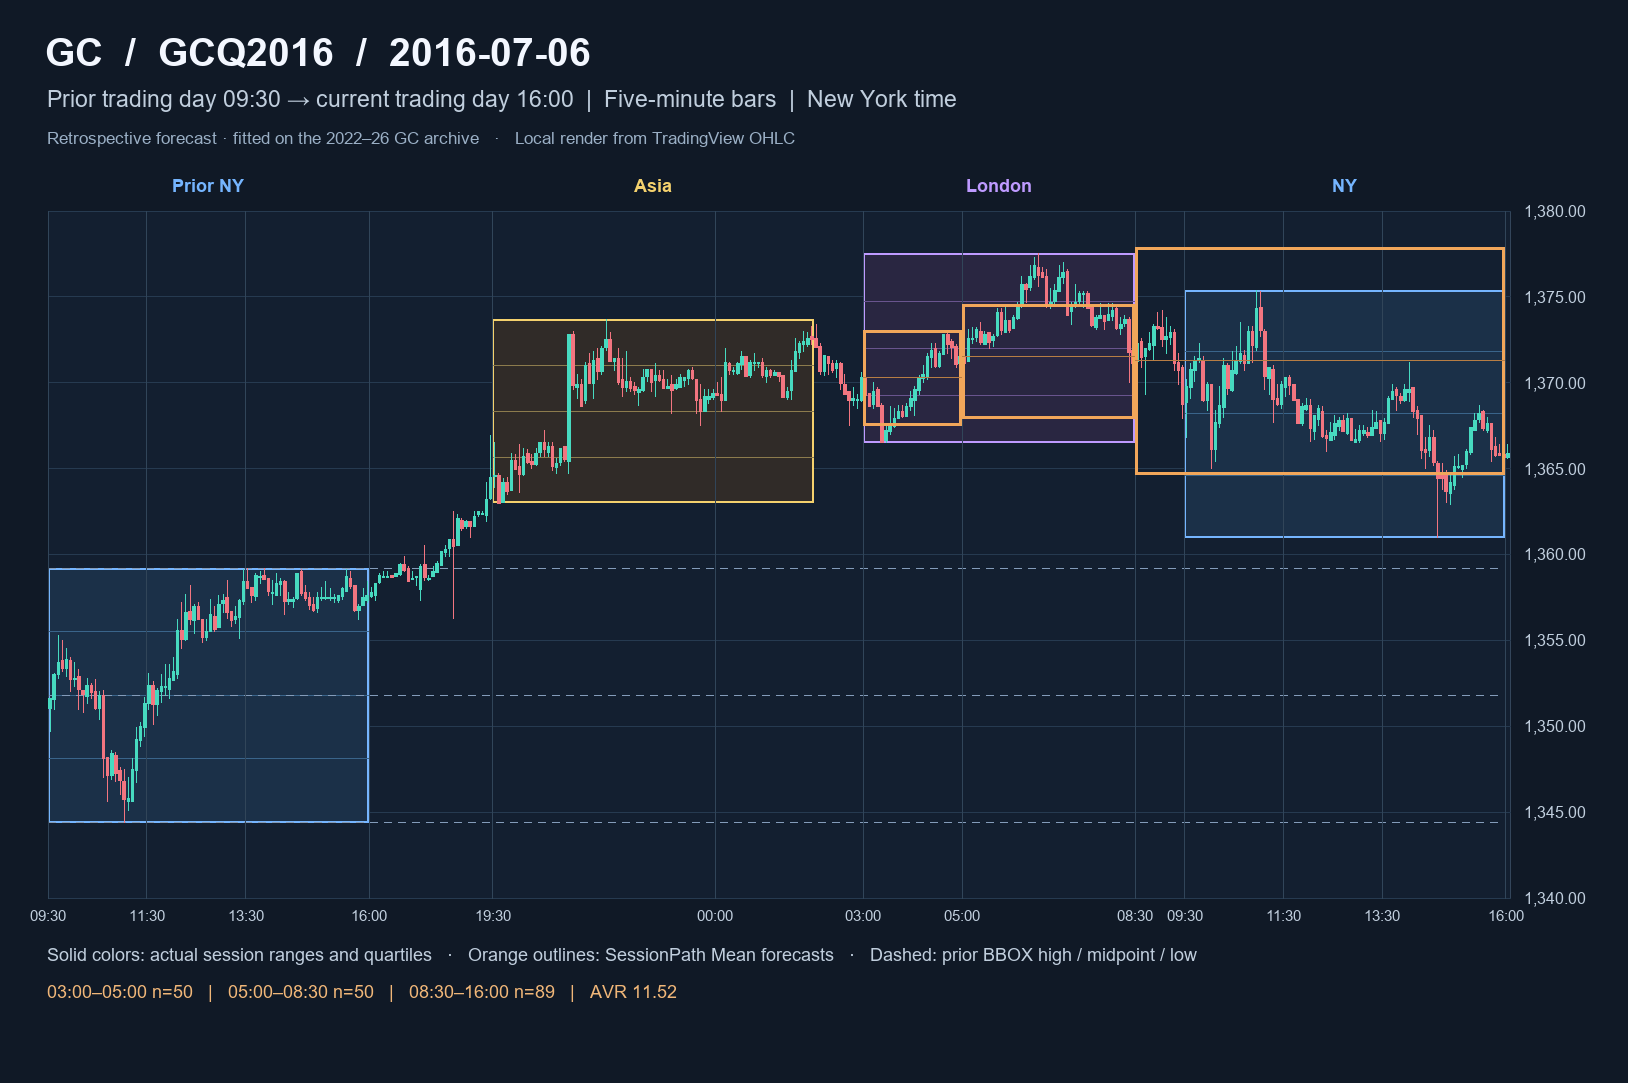 GC / GCQ2016 / 2016-07-06
Prior trading day 09:30 → current trading day 16:00 | Five-minute bars | New York time
Retrospective forecast · fitted on the 2022–26 GC archive · Local render from TradingView OHLC
Prior NY Asia London NY
1,380.00
1,375.00
1,370.00
1,365.00
1,360.00
1,355.00
1,350.00
1,345.00
1,340.00
09:30 11:30 13:30 16:00 19:30 00:00 03:00 05:00 08:30 09:30 11:30 13:30 16:00
Solid colors: actual session ranges and quartiles · Orange outlines: SessionPath Mean forecasts · Dashed: prior BBOX high / midpoint / low
03:00–05:00 n=50 | 05:00–08:30 n=50 | 08:30–16:00 n=89 | AVR 11.52